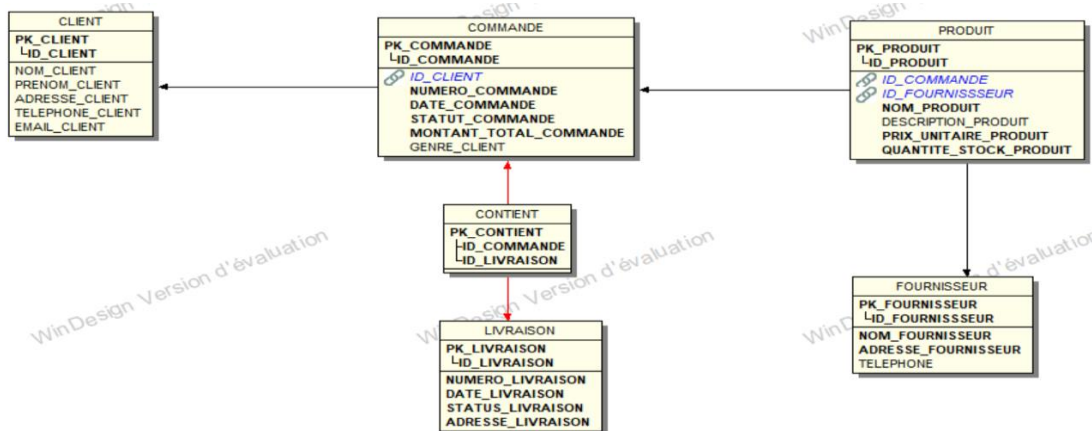 CLIENT
PK_CLIENT
ID_CLIENT
NOM_CLIENT
PRENOM_CLIENT
ADRESSE_CLIENT
TELEPHONE_CLIENT
EMAIL_CLIENT
COMMANDE
PK_COMMANDE
ID_COMMANDE
ID_CLIENT
NUMERO_COMMANDE
DATE_COMMANDE
STATUT_COMMANDE
MONTANT_TOTAL_COMMANDE
GENRE_CLIENT
PRODUIT
PK_PRODUIT
ID_PRODUIT
ID_COMMANDE
ID_FOURNISSSEUR
NOM_PRODUIT
DESCRIPTION_PRODUIT
PRIX_UNITAIRE_PRODUIT
QUANTITE_STOCK_PRODUIT
CONTIENT
PK_CONTIENT
ID_COMMANDE
ID_LIVRAISON
FOURNISSEUR
PK_FOURNISSEUR
ID_FOURNISSSEUR
NOM_FOURNISSEUR
ADRESSE_FOURNISSEUR
TELEPHONE
LIVRAISON
PK_LIVRAISON
ID_LIVRAISON
NUMERO_LIVRAISON
DATE_LIVRAISON
STATUS_LIVRAISON
ADRESSE_LIVRAISON
WinDesign Version d'évaluation
WinDesign Version d'évaluation